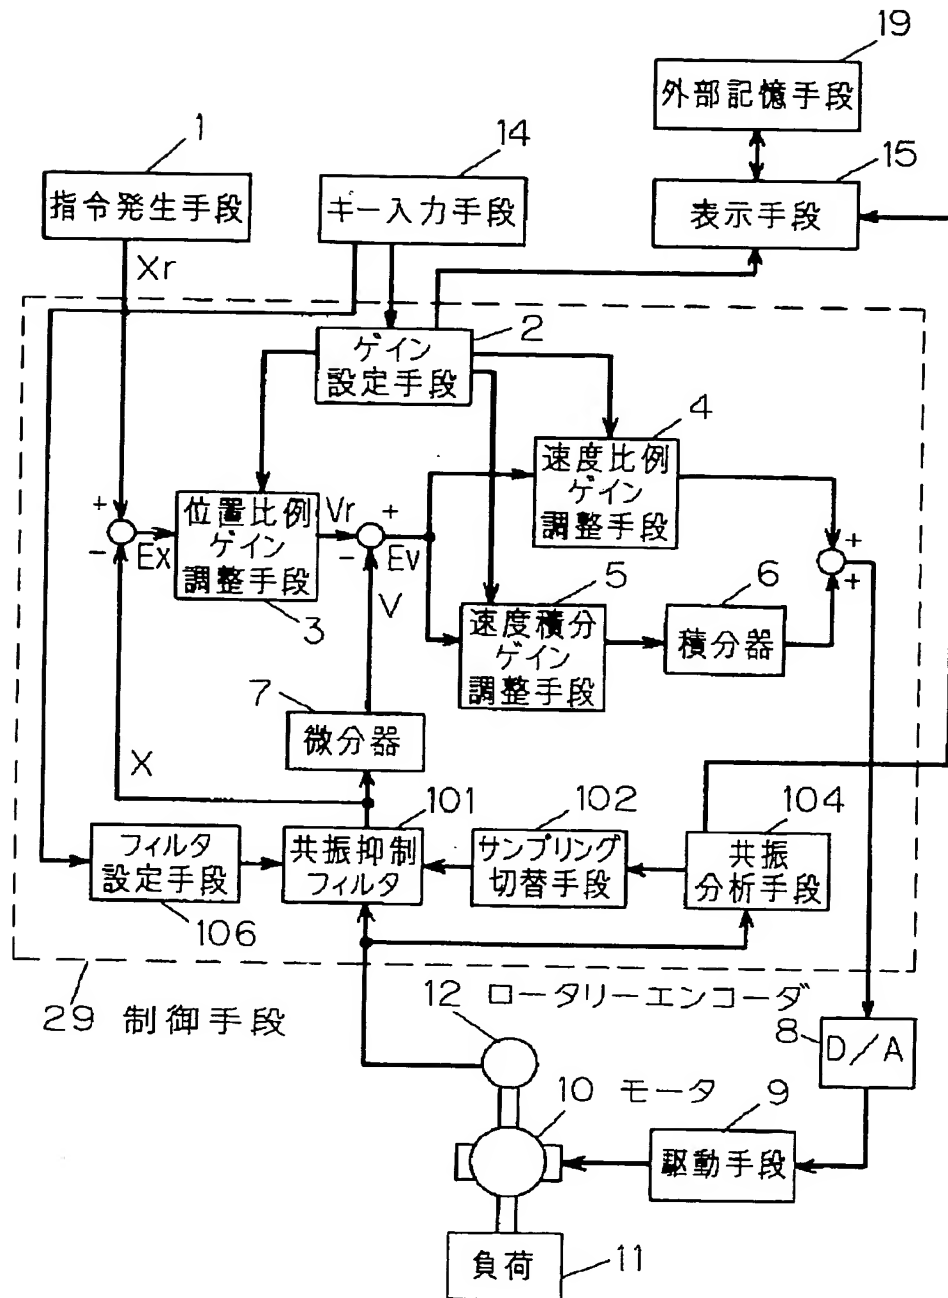 19
外部記憶手段
1
14
15
指令発生手段
キー入力手段
表示手段
Xr
2
ゲイン
設定手段
4
速度比例
ゲイン
調整手段
+
-
Ex
位置比例
ゲイン
調整手段
3
Vr
+
-
Ev
V
5
速度積分
ゲイン
調整手段
6
積分器
+
+
7
微分器
X
101
102
104
フィルタ
設定手段
106
共振抑制
フィルタ
サンプリング
切替手段
共振
分析手段
29 制御手段
12 ロータリーエンコーダ
8
D/A
10 モータ
9
駆動手段
負荷
11